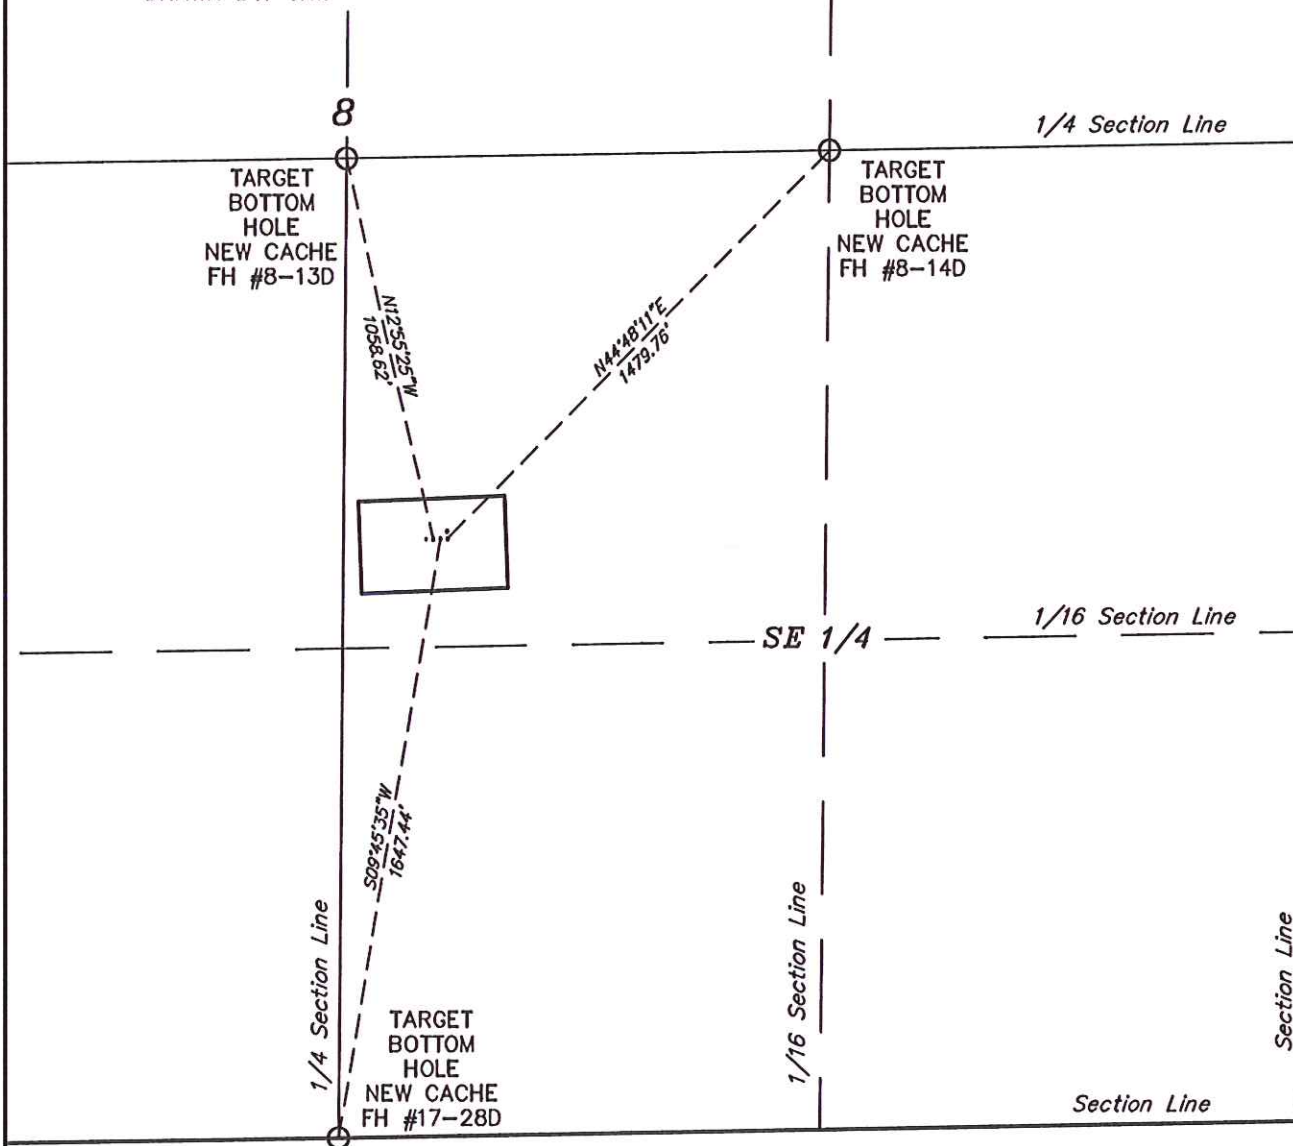 8
1/4 Section Line
TARGET
BOTTOM
HOLE
NEW CACHE
FH #8-13D
TARGET
BOTTOM
HOLE
NEW CACHE
FH #8-14D
N12°55'25"W
1058.62'
N44°48'11"E
1479.76'
1/16 Section Line
SE 1/4
S09°45'35"W
1647.44'
1/4 Section Line
1/16 Section Line
Section Line
TARGET
BOTTOM
HOLE
NEW CACHE
FH #17-28D
Section Line